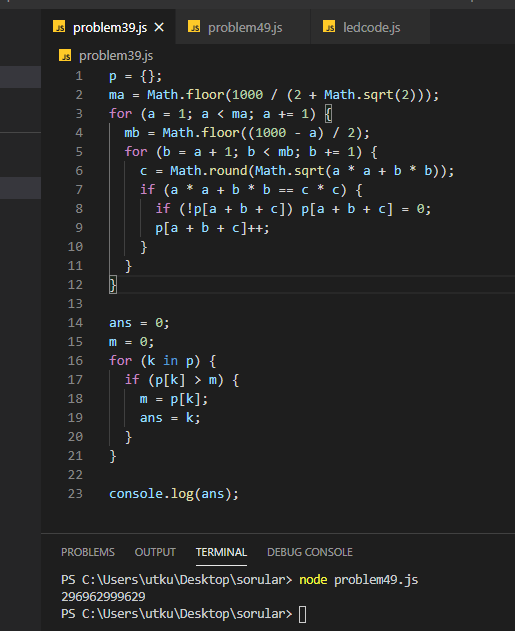 JS problem39.js × JS problem49.js JS ledcode.js
JS problem39.js
1 p = {};
2 ma = Math.floor(1000 / (2 + Math.sqrt(2)));
3 for (a = 1; a < ma; a += 1) {
4 mb = Math.floor((1000 - a) / 2);
5 for (b = a + 1; b < mb; b += 1) {
6 c = Math.round(Math.sqrt(a * a + b * b));
7 if (a * a + b * b == c * c) {
8 if (!p[a + b + c]) p[a + b + c] = 0;
9 p[a + b + c]++;
10 }
11 }
12 }
13
14 ans = 0;
15 m = 0;
16 for (k in p) {
17 if (p[k] > m) {
18 m = p[k];
19 ans = k;
20 }
21 }
22
23 console.log(ans);
PROBLEMS OUTPUT TERMINAL DEBUG CONSOLE
PS C:\Users\utku\Desktop\sorular> node problem49.js
296962999629
PS C:\Users\utku\Desktop\sorular>